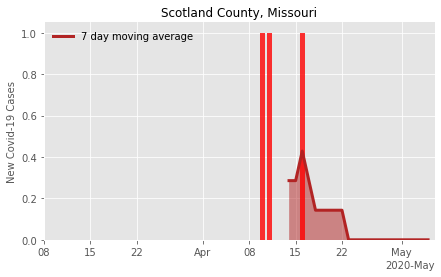 Scotland County, Missouri
7 day moving average
New Covid-19 Cases
1.0
0.8
0.6
0.4
0.2
0.0
08 15 22 Apr 08 15 22 May
2020-May